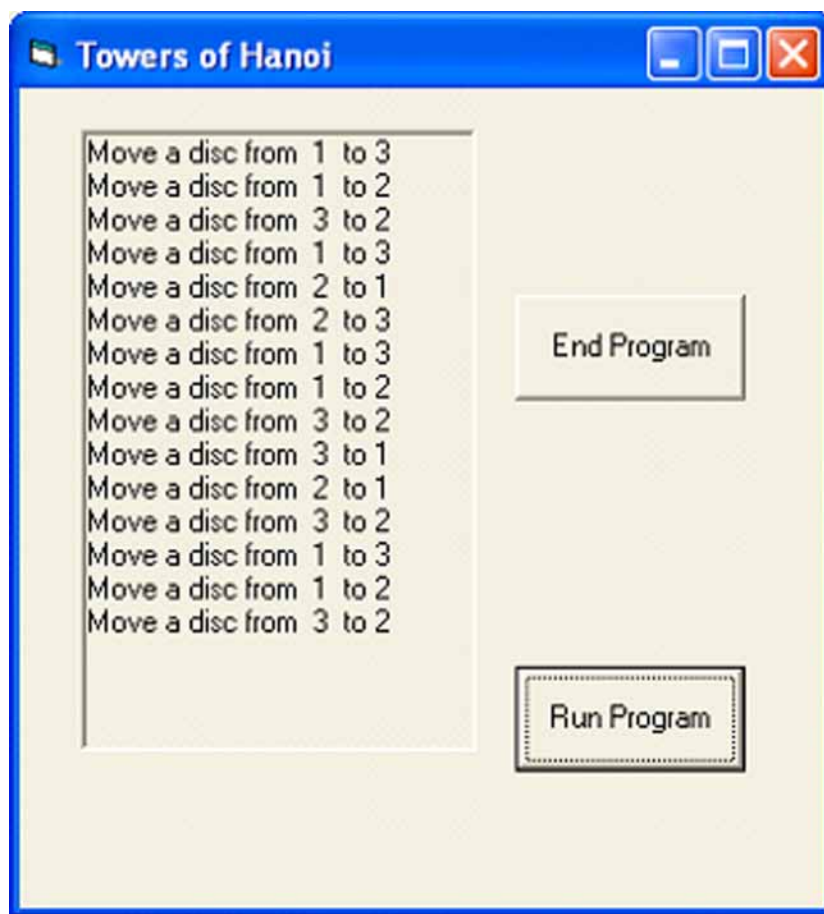 Towers of Hanoi
Move a disc from 1 to 3
Move a disc from 1 to 2
Move a disc from 3 to 2
Move a disc from 1 to 3
Move a disc from 2 to 1
Move a disc from 2 to 3
Move a disc from 1 to 3
Move a disc from 1 to 2
Move a disc from 3 to 2
Move a disc from 3 to 1
Move a disc from 2 to 1
Move a disc from 3 to 2
Move a disc from 1 to 3
Move a disc from 1 to 2
Move a disc from 3 to 2
End Program
Run Program